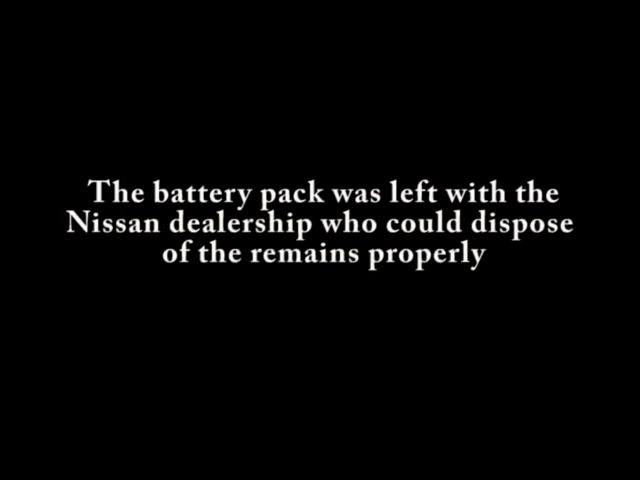 The battery pack was left with the
Nissan dealership who could dispose
of the remains properly